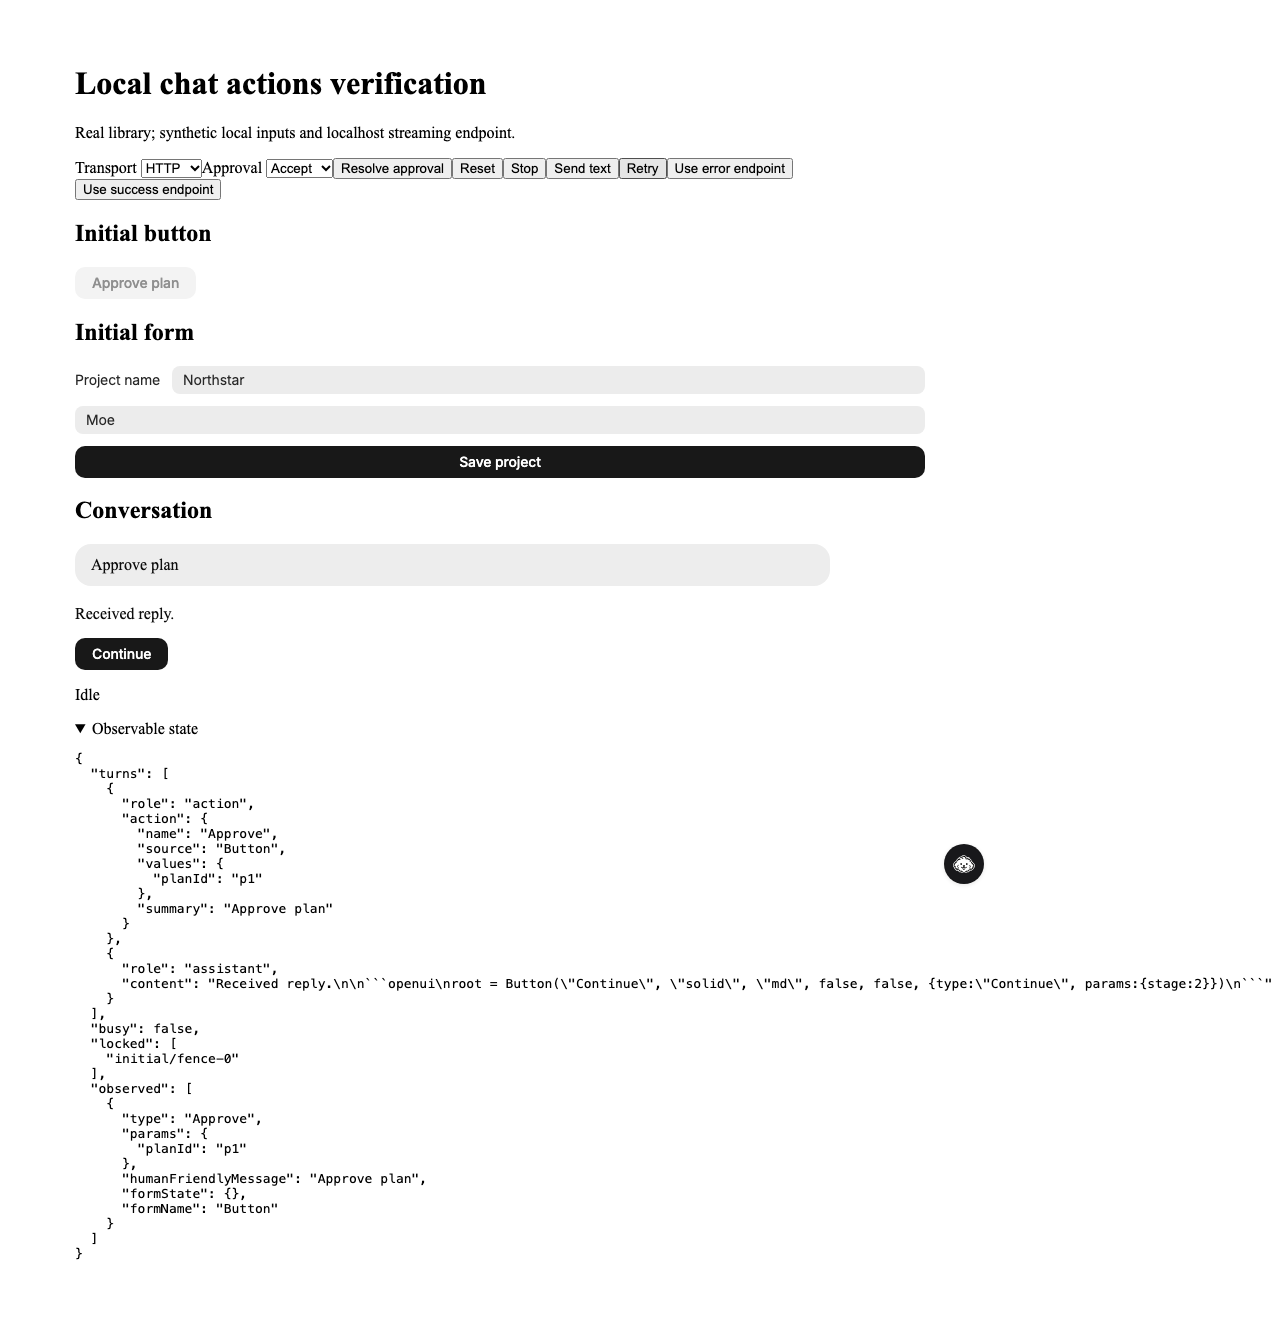 Local chat actions verification
Real library; synthetic local inputs and localhost streaming endpoint.
Transport HTTP Approval Accept Resolve approval Reset Stop Send text Retry Use error endpoint
Use success endpoint
Initial button
Approve plan
Initial form
Project name Northstar
Moe
Save project
Conversation
Approve plan
Received reply.
Continue
Idle
▼ Observable state
{
  "turns": [
    {
      "role": "action",
      "action": {
        "name": "Approve",
        "source": "Button",
        "values": {
          "planId": "p1"
        },
        "summary": "Approve plan"
      }
    },
    {
      "role": "assistant",
      "content": "Received reply.\n\n```openui\nroot = Button(\"Continue\", \"solid\", \"md\", false, false, {type:\"Continue\", params:{stage:2}})\n```"
    }
  ],
  "busy": false,
  "locked": [
    "initial/fence-0"
  ],
  "observed": [
    {
      "type": "Approve",
      "params": {
        "planId": "p1"
      },
      "humanFriendlyMessage": "Approve plan",
      "formState": {},
      "formName": "Button"
    }
  ]
}